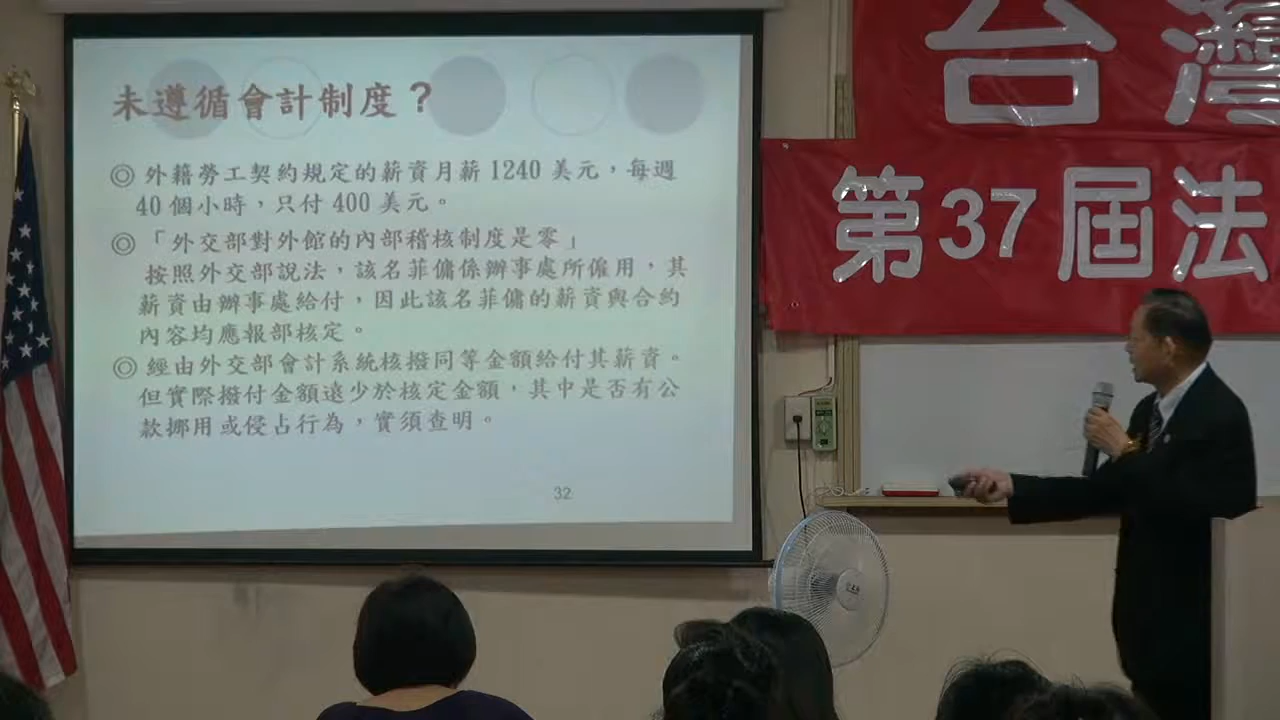 未遵循會計制度？
◎ 外籍勞工契約規定的薪資月薪 1240 美元，每週
40 個小時，只付 400 美元。
◎ 「外交部對外館的內部稽核制度是零」
按照外交部說法，該名菲傭係辦事處所僱用，其
薪資由辦事處給付，因此該名菲傭的薪資與合約
內容均應報部核定。
◎ 經由外交部會計系統核撥同等金額給付其薪資。
但實際撥付金額遠少於核定金額，其中是否有公
款挪用或侵占行為，實須查明。
32
台灣
第37屆法